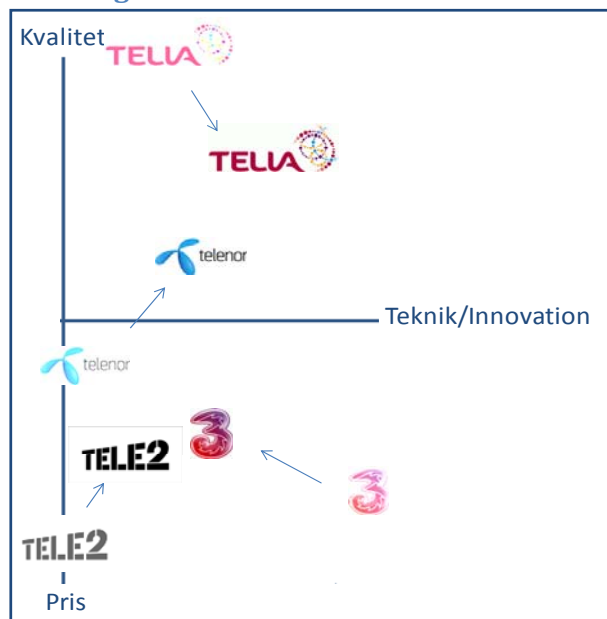 Kvalitet
TELIA
TELIA
telenor
Teknik/Innovation
telenor
3
TELE2
3
TELE2
Pris